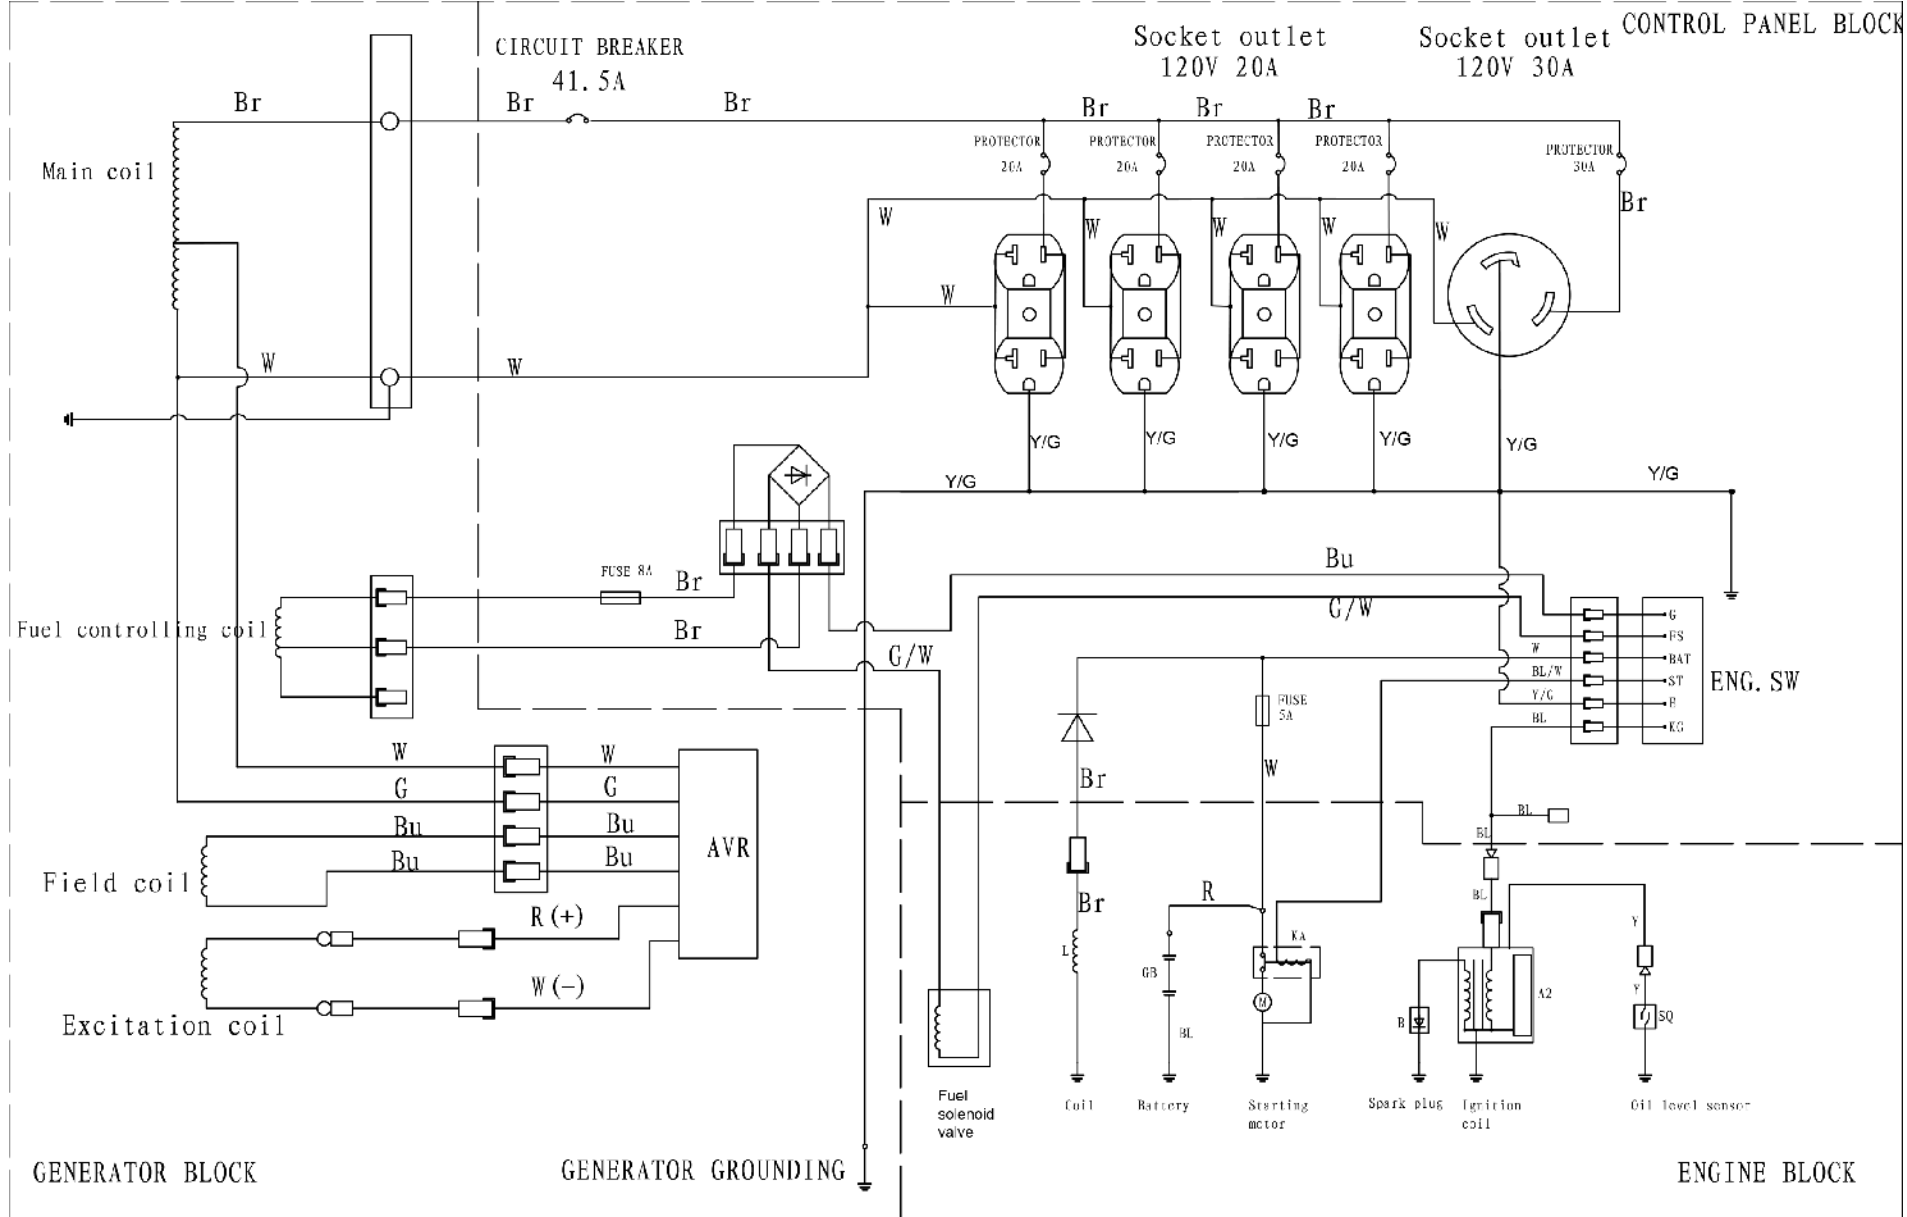 CONTROL PANEL BLOCK
CIRCUIT BREAKER
41.5A
Socket outlet
120V 20A
Socket outlet
120V 30A
Br
Br
Br
Br
Br
Br
PROTECTOR
20A
PROTECTOR
20A
PROTECTOR
20A
PROTECTOR
20A
PROTECTOR
30A
Br
Main coil
W
W
W
W
W
W
W
W
Y/G
Y/G
Y/G
Y/G
Y/G
Y/G
Y/G
FUSE 8A
Br
Br
Fuel controlling coil
Bu
G/W
G/W
W
BL/W
Y/G
BL
G
FS
BAT
ST
E
KG
ENG.SW
FUSE
5A
W
Br
W
W
G
G
Bu
Bu
Bu
Bu
AVR
Field coil
R(+)
W(-)
Excitation coil
BL
BL
BL
Br
R
L
GB
BL
KA
M
B
A2
Y
Y
SQ
Fuel
solenoid
valve
Coil
Battery
Starting
motor
Spark plug
Ignition
coil
Oil level sensor
GENERATOR BLOCK
GENERATOR GROUNDING
ENGINE BLOCK